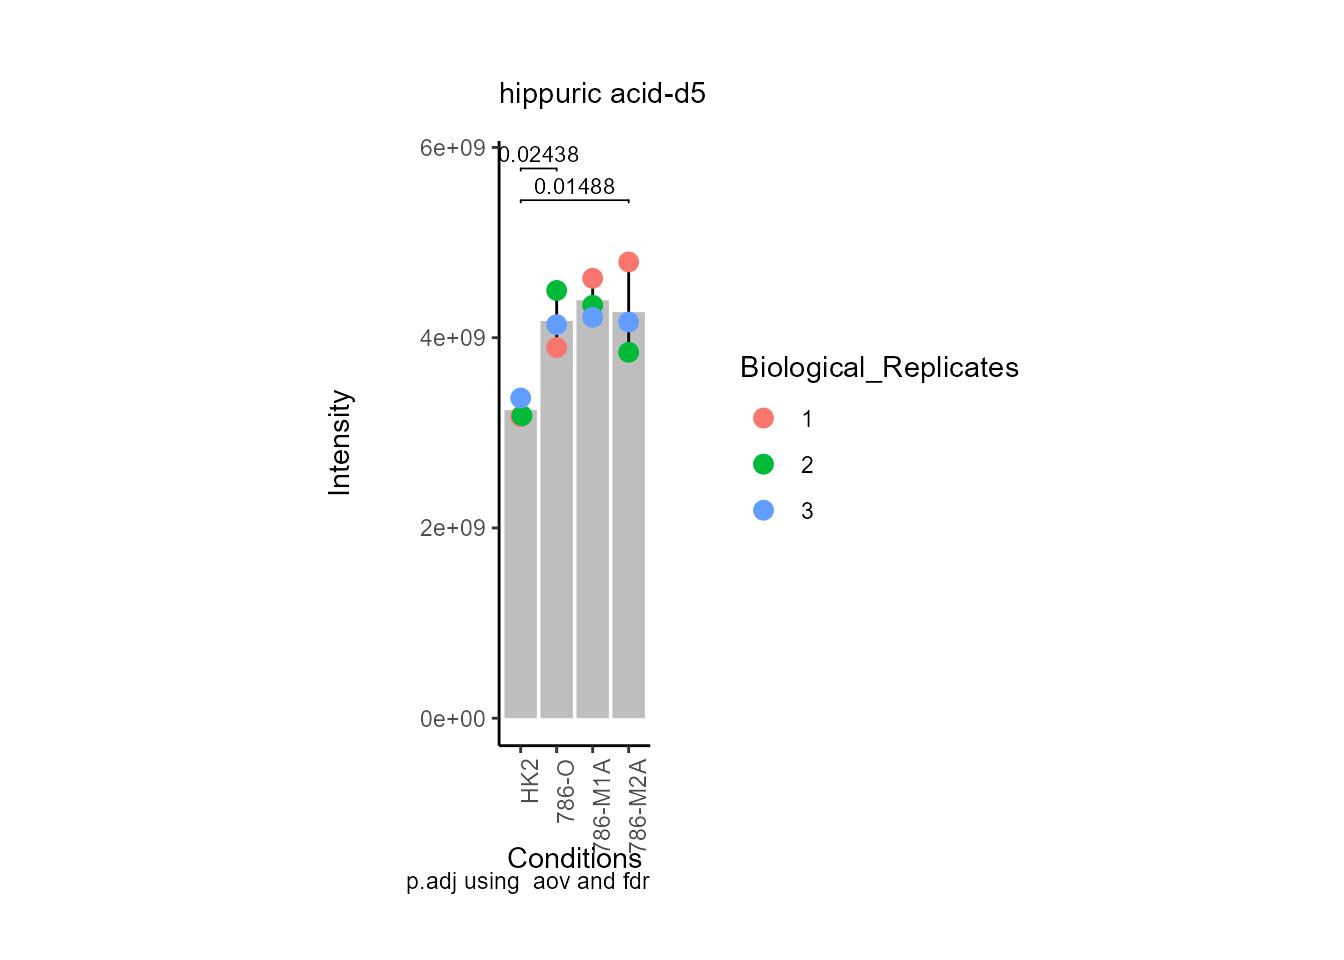 hippuric acid-d5
6e+09
0.02438
0.01488
4e+09
2e+09
0e+00
Intensity
HK2
786-O
786-M1A
786-M2A
Conditions
p.adj using  aov and fdr
Biological_Replicates
1
2
3